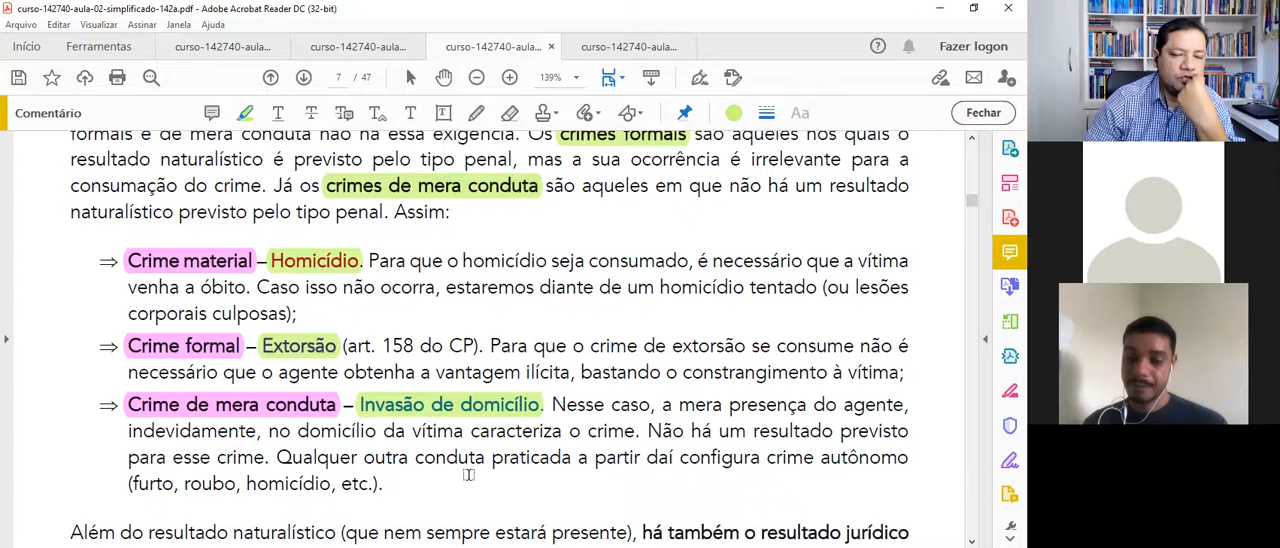 curso-142740-aula-02-simplificado-142a.pdf - Adobe Acrobat Reader DC (32-bit)
Arquivo Editar Visualizar Assinar Janela Ajuda
Início Ferramentas curso-142740-aula... curso-142740-aula... curso-142740-aula... × curso-142740-aula... Fazer logon
7 / 47 139%
Comentário Aa Fechar
formais e de mera conduta não há essa exigência. Os crimes formais são aqueles nos quais o
resultado naturalístico é previsto pelo tipo penal, mas a sua ocorrência é irrelevante para a
consumação do crime. Já os crimes de mera conduta são aqueles em que não há um resultado
naturalístico previsto pelo tipo penal. Assim:
⇒ Crime material – Homicídio. Para que o homicídio seja consumado, é necessário que a vítima
venha a óbito. Caso isso não ocorra, estaremos diante de um homicídio tentado (ou lesões
corporais culposas);
⇒ Crime formal – Extorsão (art. 158 do CP). Para que o crime de extorsão se consume não é
necessário que o agente obtenha a vantagem ilícita, bastando o constrangimento à vítima;
⇒ Crime de mera conduta – Invasão de domicílio. Nesse caso, a mera presença do agente,
indevidamente, no domicílio da vítima caracteriza o crime. Não há um resultado previsto
para esse crime. Qualquer outra conduta praticada a partir daí configura crime autônomo
(furto, roubo, homicídio, etc.).
Além do resultado naturalístico (que nem sempre estará presente), há também o resultado jurídico